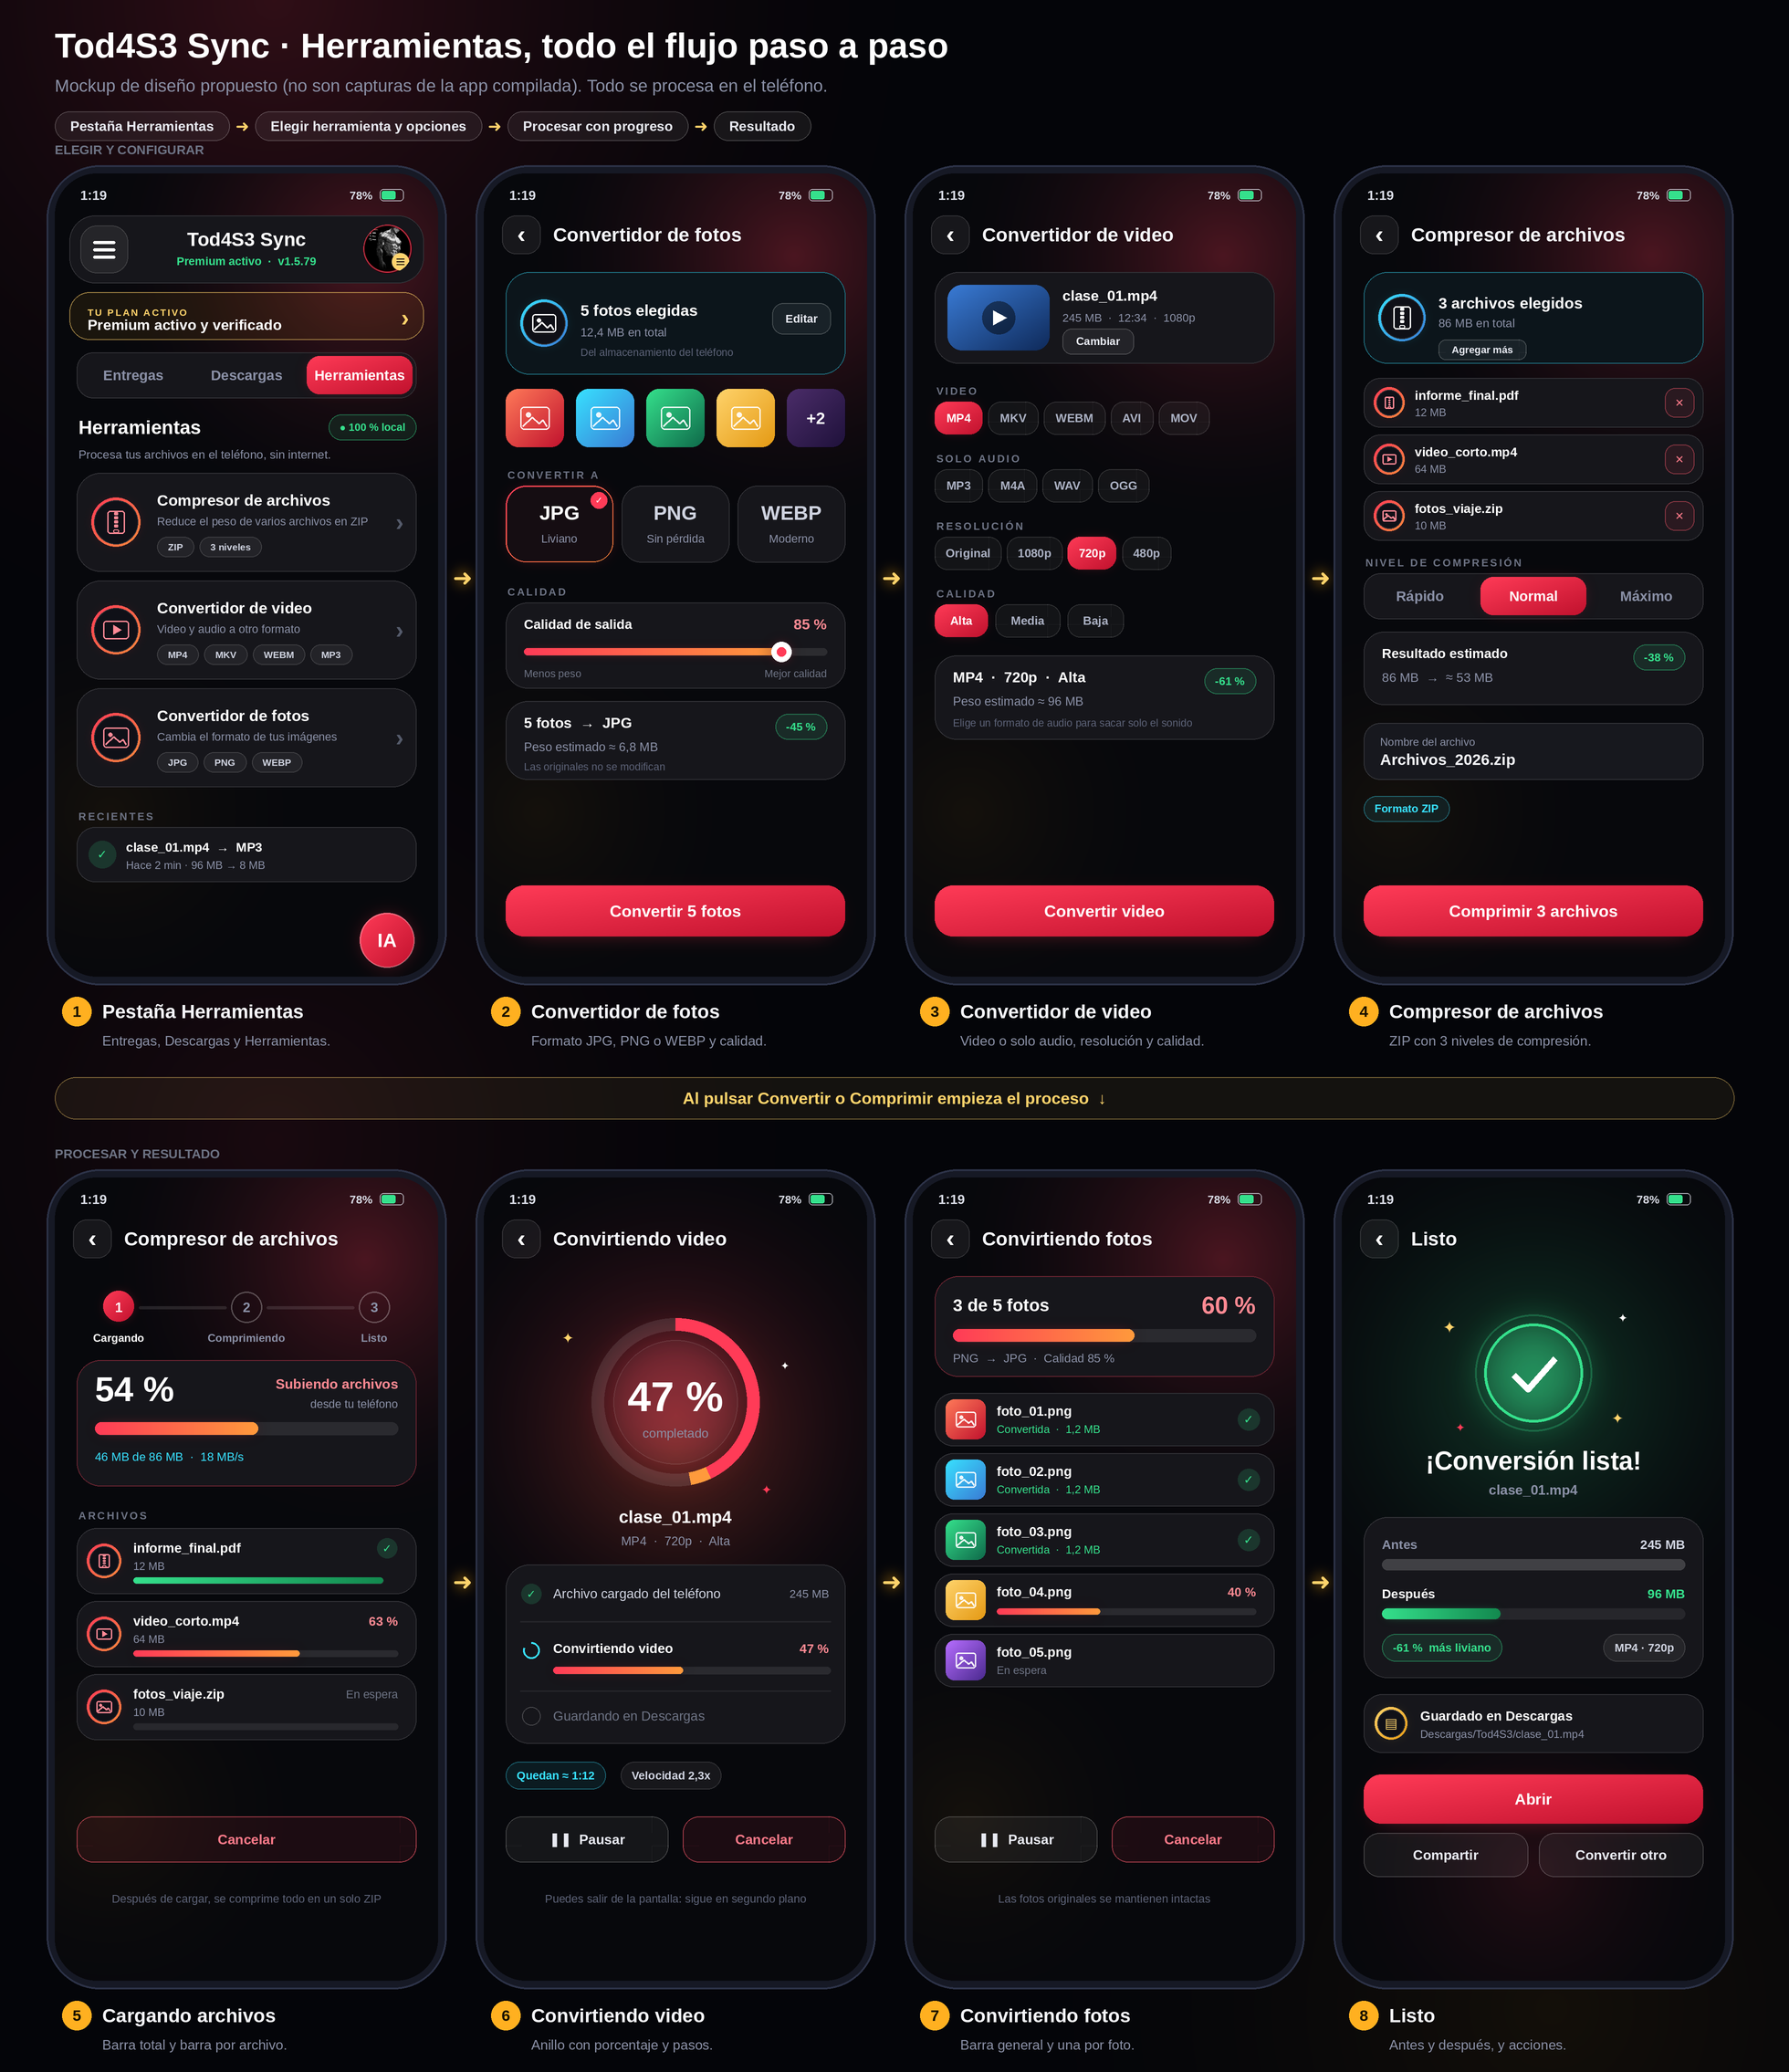 Tod4S3 Sync · Herramientas, todo el flujo paso a paso
Mockup de diseño propuesto (no son capturas de la app compilada). Todo se procesa en el teléfono.
Pestaña Herramientas ➜ Elegir herramienta y opciones ➜ Procesar con progreso ➜ Resultado
ELEGIR Y CONFIGURAR
1:19 78%
Tod4S3 Sync
Premium activo · v1.5.79
TU PLAN ACTIVO
Premium activo y verificado
Entregas Descargas Herramientas
Herramientas
● 100 % local
Procesa tus archivos en el teléfono, sin internet.
Compresor de archivos
Reduce el peso de varios archivos en ZIP
ZIP 3 niveles
Convertidor de video
Video y audio a otro formato
MP4 MKV WEBM MP3
Convertidor de fotos
Cambia el formato de tus imágenes
JPG PNG WEBP
RECIENTES
clase_01.mp4 → MP3
Hace 2 min · 96 MB → 8 MB
IA
1 Pestaña Herramientas
Entregas, Descargas y Herramientas.
1:19 78%
Convertidor de fotos
5 fotos elegidas
12,4 MB en total
Del almacenamiento del teléfono
Editar
+2
CONVERTIR A
JPG
Liviano
PNG
Sin pérdida
WEBP
Moderno
CALIDAD
Calidad de salida 85 %
Menos peso Mejor calidad
5 fotos → JPG
-45 %
Peso estimado ≈ 6,8 MB
Las originales no se modifican
Convertir 5 fotos
2 Convertidor de fotos
Formato JPG, PNG o WEBP y calidad.
1:19 78%
Convertidor de video
clase_01.mp4
245 MB · 12:34 · 1080p
Cambiar
VIDEO
MP4 MKV WEBM AVI MOV
SOLO AUDIO
MP3 M4A WAV OGG
RESOLUCIÓN
Original 1080p 720p 480p
CALIDAD
Alta Media Baja
MP4 · 720p · Alta
-61 %
Peso estimado ≈ 96 MB
Elige un formato de audio para sacar solo el sonido
Convertir video
3 Convertidor de video
Video o solo audio, resolución y calidad.
1:19 78%
Compresor de archivos
3 archivos elegidos
86 MB en total
Agregar más
informe_final.pdf
12 MB
video_corto.mp4
64 MB
fotos_viaje.zip
10 MB
NIVEL DE COMPRESIÓN
Rápido Normal Máximo
Resultado estimado
-38 %
86 MB → ≈ 53 MB
Nombre del archivo
Archivos_2026.zip
Formato ZIP
Comprimir 3 archivos
4 Compresor de archivos
ZIP con 3 niveles de compresión.
Al pulsar Convertir o Comprimir empieza el proceso ↓
PROCESAR Y RESULTADO
1:19 78%
Compresor de archivos
1 2 3
Cargando Comprimiendo Listo
54 %
Subiendo archivos
desde tu teléfono
46 MB de 86 MB · 18 MB/s
ARCHIVOS
informe_final.pdf
12 MB
video_corto.mp4 63 %
64 MB
fotos_viaje.zip En espera
10 MB
Cancelar
Después de cargar, se comprime todo en un solo ZIP
5 Cargando archivos
Barra total y barra por archivo.
1:19 78%
Convirtiendo video
47 %
completado
clase_01.mp4
MP4 · 720p · Alta
Archivo cargado del teléfono 245 MB
Convirtiendo video 47 %
Guardando en Descargas
Quedan ≈ 1:12 Velocidad 2,3x
Pausar Cancelar
Puedes salir de la pantalla: sigue en segundo plano
6 Convirtiendo video
Anillo con porcentaje y pasos.
1:19 78%
Convirtiendo fotos
3 de 5 fotos 60 %
PNG → JPG · Calidad 85 %
foto_01.png
Convertida · 1,2 MB
foto_02.png
Convertida · 1,2 MB
foto_03.png
Convertida · 1,2 MB
foto_04.png 40 %
foto_05.png
En espera
Pausar Cancelar
Las fotos originales se mantienen intactas
7 Convirtiendo fotos
Barra general y una por foto.
1:19 78%
Listo
¡Conversión lista!
clase_01.mp4
Antes 245 MB
Después 96 MB
-61 % más liviano MP4 · 720p
Guardado en Descargas
Descargas/Tod4S3/clase_01.mp4
Abrir
Compartir Convertir otro
8 Listo
Antes y después, y acciones.